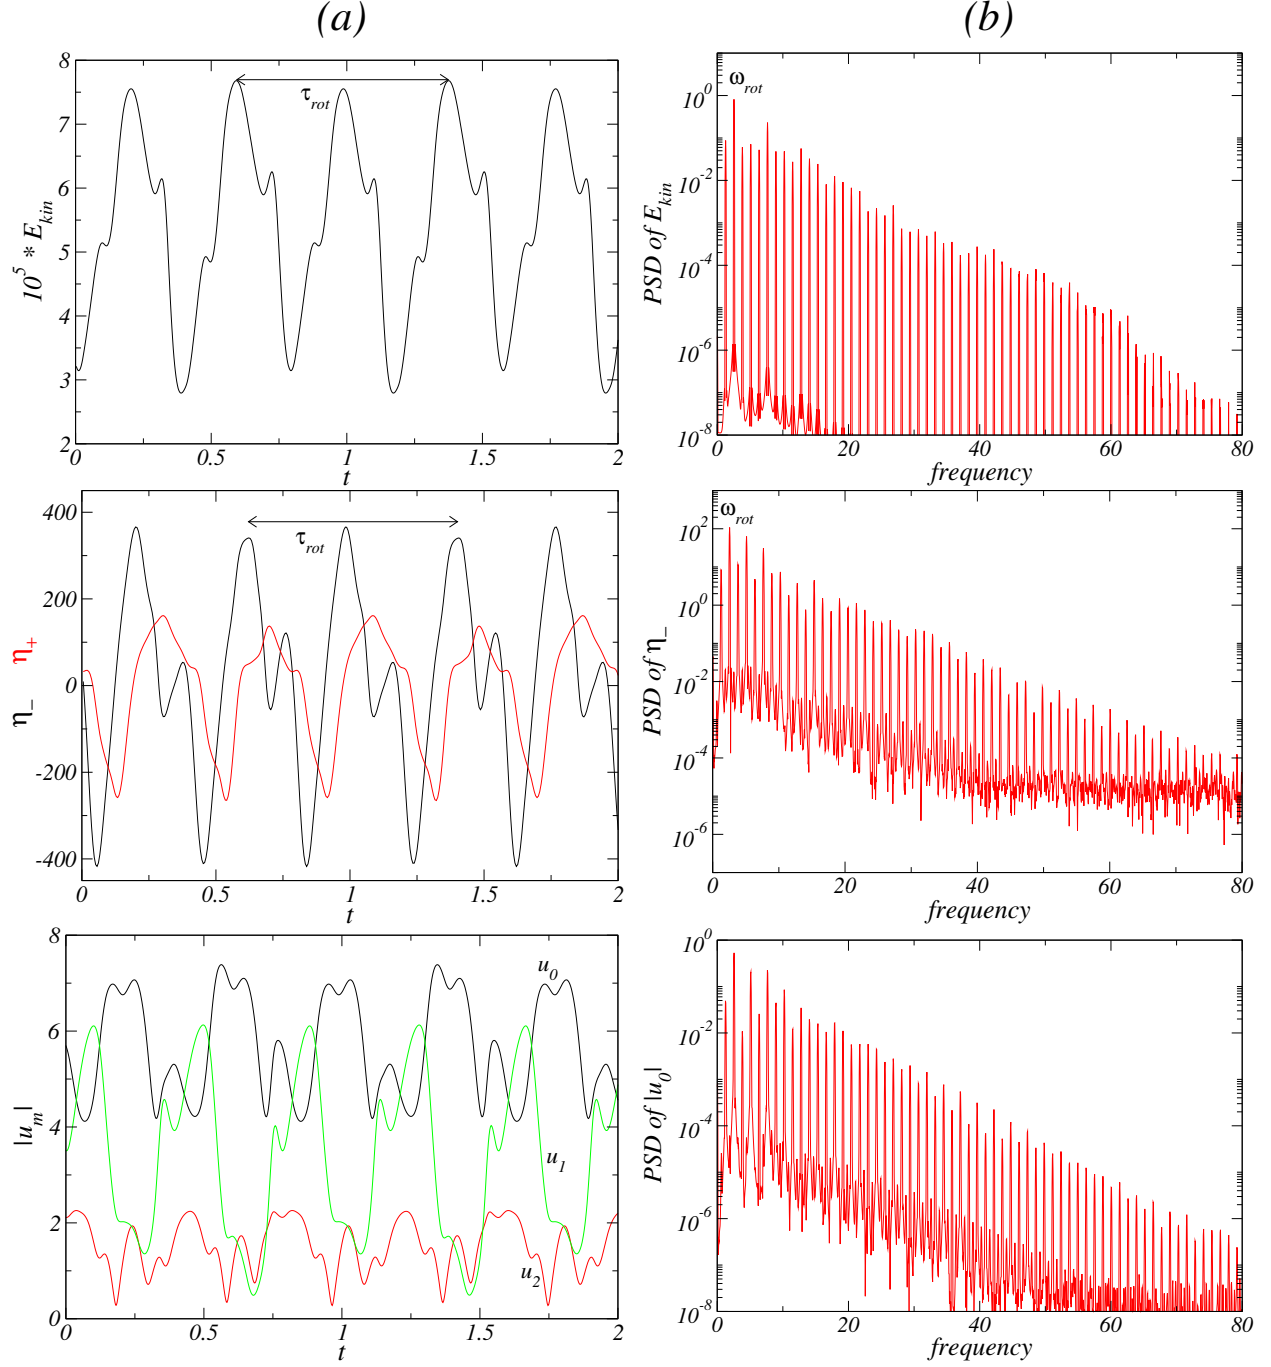 (a)
(b)
8
7
6
5
4
3
2
10^5 * E_kin
τ_rot
0
0.5
1
1.5
2
t
ω_rot
10^0
10^-2
10^-4
10^-6
10^-8
PSD of E_kin
0
20
40
60
80
frequency
400
200
0
-200
-400
η_− η_+
τ_rot
0
0.5
1
1.5
2
t
ω_rot
10^2
10^0
10^-2
10^-4
10^-6
PSD of η_−
0
20
40
60
80
frequency
8
6
4
2
0
|u_m|
u_0
u_1
u_2
0
0.5
1
1.5
2
t
10^0
10^-2
10^-4
10^-6
10^-8
PSD of |u_0|
0
20
40
60
80
frequency